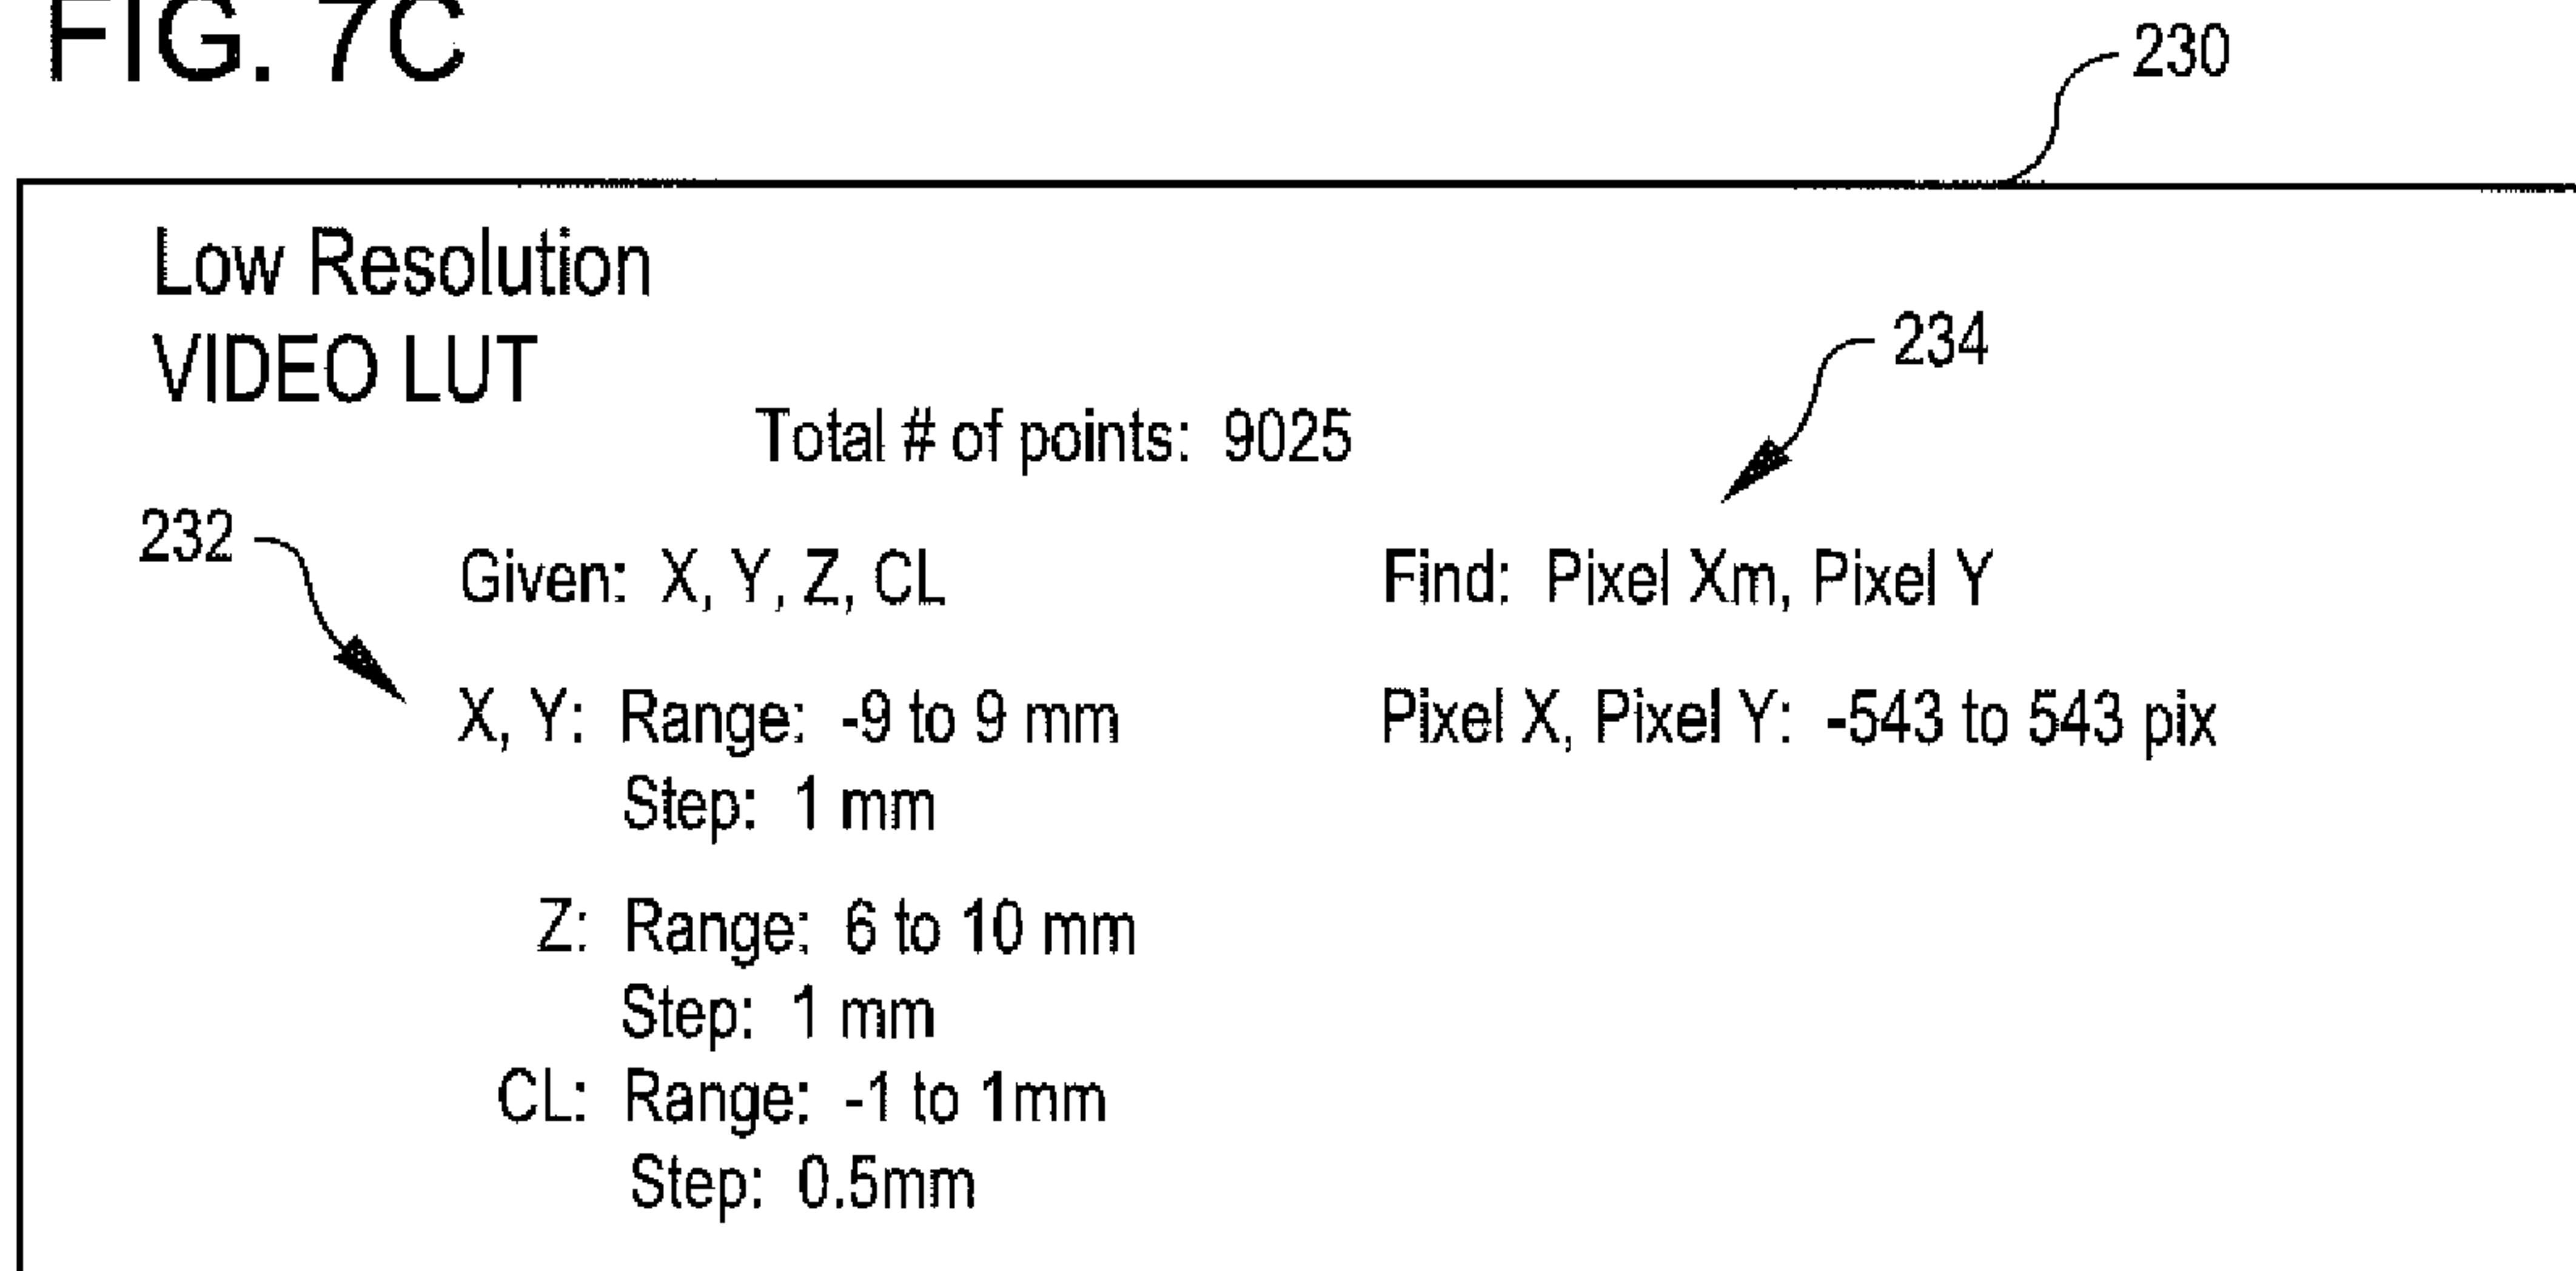 FIG. 7C
230
Low Resolution
VIDEO LUT
234
Total # of points: 9025
232
Given: X, Y, Z, CL
Find: Pixel Xm, Pixel Y
X, Y: Range: -9 to 9 mm
Pixel X, Pixel Y: -543 to 543 pix
Step: 1 mm
Z: Range: 6 to 10 mm
Step: 1 mm
CL: Range: -1 to 1mm
Step: 0.5mm